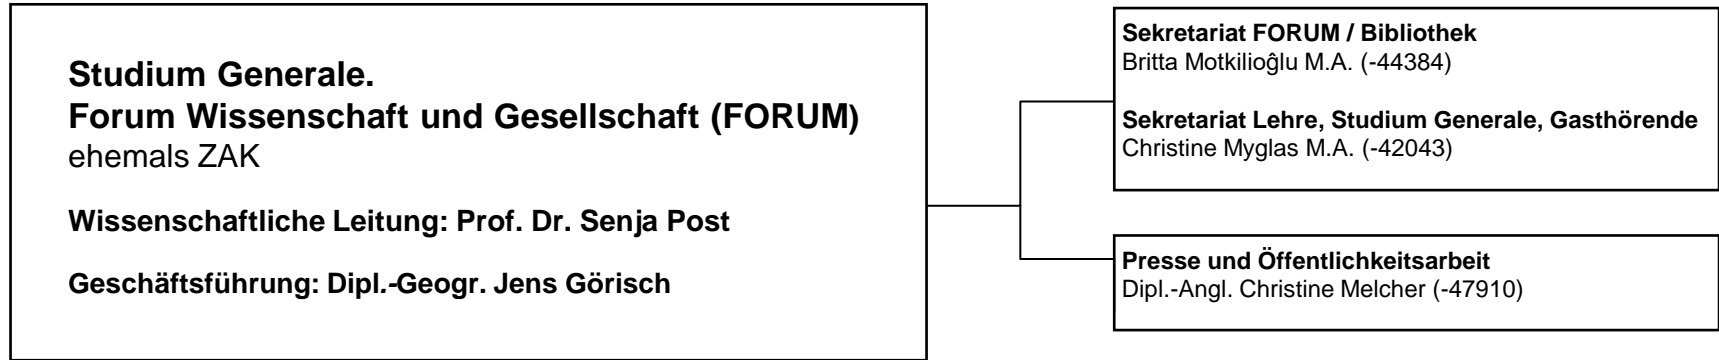 Studium Generale.
Forum Wissenschaft und Gesellschaft (FORUM)
ehemals ZAK
Wissenschaftliche Leitung: Prof. Dr. Senja Post
Geschäftsführung: Dipl.-Geogr. Jens Görisch
Sekretariat FORUM / Bibliothek
Britta Motkilioĝlu M.A. (-44384)
Sekretariat Lehre, Studium Generale, Gasthörende
Christine Myglas M.A. (-42043)
Presse und Öffentlichkeitsarbeit
Dipl.-Angl. Christine Melcher (-47910)